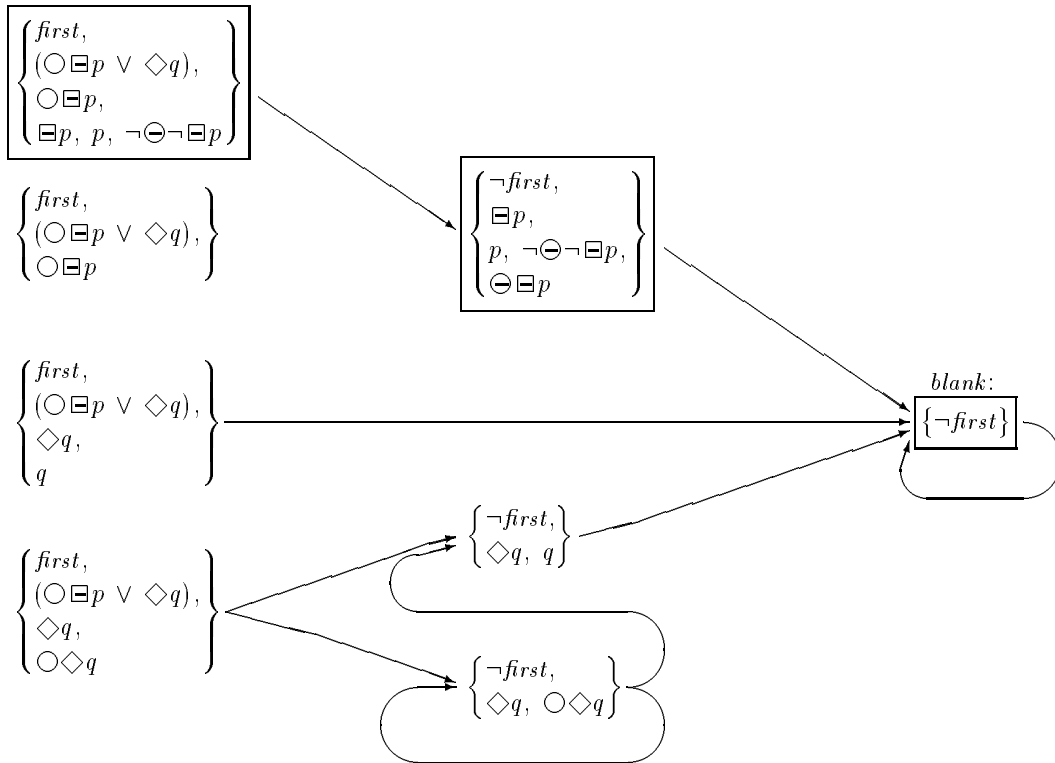 first,
(○⊟p ∨ ◇q),
○⊟p,
⊟p, p, ¬⊖¬⊟p
first,
(○⊟p ∨ ◇q),
○⊟p
¬first,
⊟p,
p, ¬⊖¬⊟p,
⊖⊟p
first,
(○⊟p ∨ ◇q),
◇q,
q
blank:
{¬first}
first,
(○⊟p ∨ ◇q),
◇q,
○◇q
¬first,
◇q, q
¬first,
◇q, ○◇q